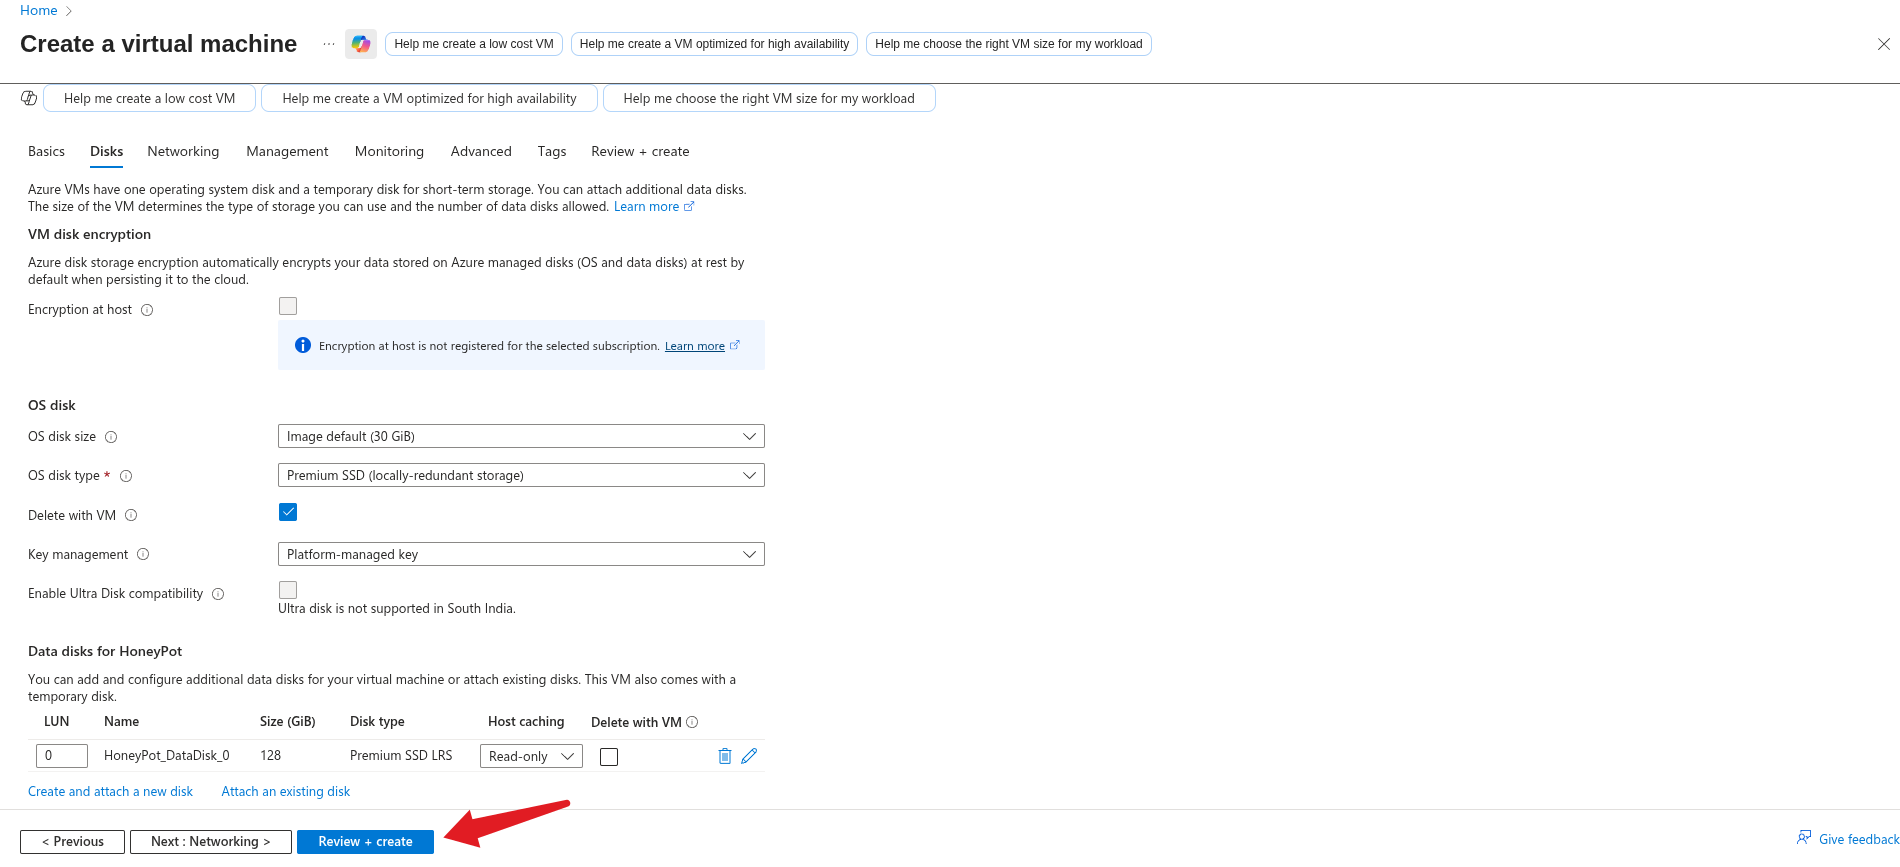 Home
Create a virtual machine
Help me create a low cost VM
Help me create a VM optimized for high availability
Help me choose the right VM size for my workload
Help me create a low cost VM
Help me create a VM optimized for high availability
Help me choose the right VM size for my workload
Basics Disks Networking Management Monitoring Advanced Tags Review + create
Azure VMs have one operating system disk and a temporary disk for short-term storage. You can attach additional data disks.
The size of the VM determines the type of storage you can use and the number of data disks allowed. Learn more
VM disk encryption
Azure disk storage encryption automatically encrypts your data stored on Azure managed disks (OS and data disks) at rest by
default when persisting it to the cloud.
Encryption at host
Encryption at host is not registered for the selected subscription. Learn more
OS disk
OS disk size
Image default (30 GiB)
OS disk type *
Premium SSD (locally-redundant storage)
Delete with VM
Key management
Platform-managed key
Enable Ultra Disk compatibility
Ultra disk is not supported in South India.
Data disks for HoneyPot
You can add and configure additional data disks for your virtual machine or attach existing disks. This VM also comes with a
temporary disk.
LUN Name Size (GiB) Disk type Host caching Delete with VM
0 HoneyPot_DataDisk_0 128 Premium SSD LRS Read-only
Create and attach a new disk Attach an existing disk
< Previous Next : Networking > Review + create
Give feedback